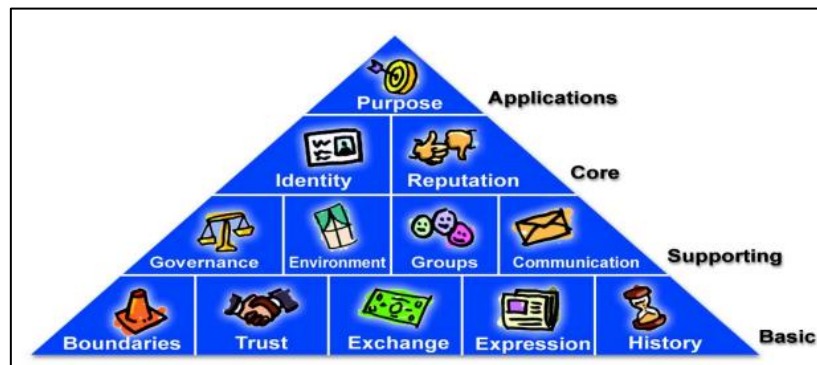 Purpose
Applications
Identity Reputation
Core
Governance Environment Groups Communication
Supporting
Boundaries Trust Exchange Expression History
Basic